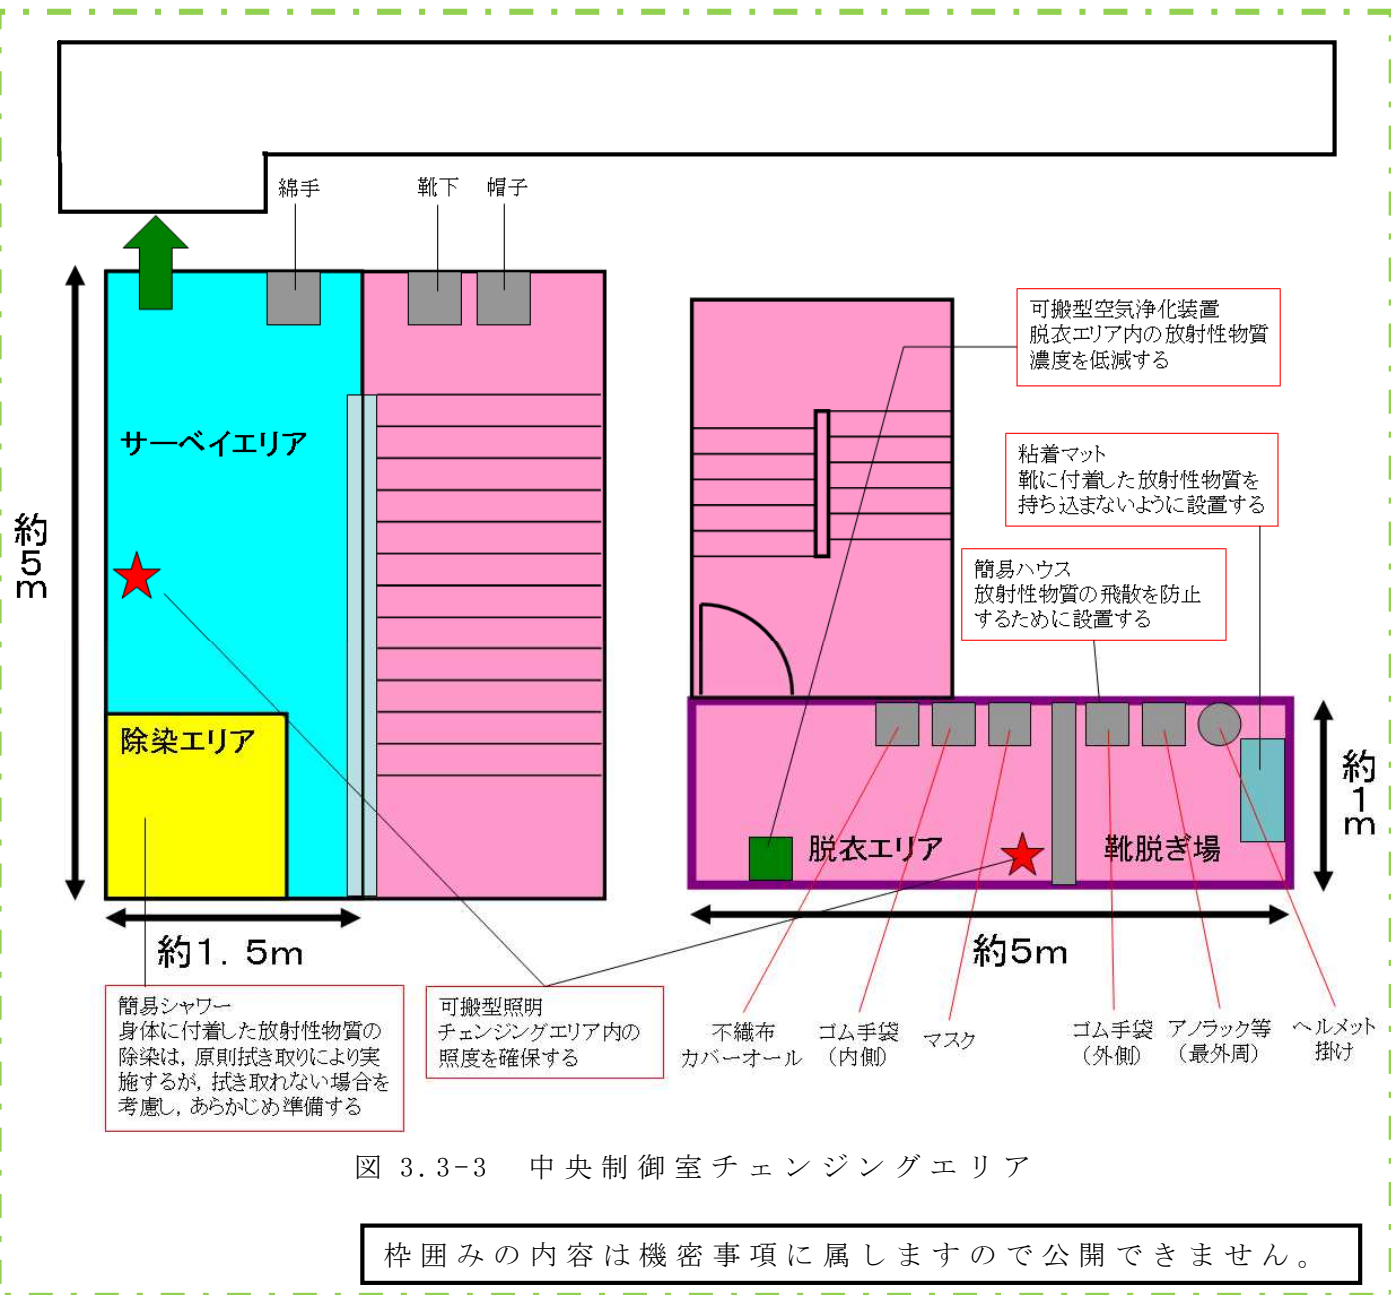 綿手
靴下
帽子
可搬型空気浄化装置
脱衣エリア内の放射性物質
濃度を低減する
サーベイエリア
粘着マット
靴に付着した放射性物質を
持ち込まないように設置する
約5m
簡易ハウス
放射性物質の飛散を防止
するために設置する
除染エリア
約1m
脱衣エリア
靴脱ぎ場
約1．5m
約5m
簡易シャワー
身体に付着した放射性物質の
除染は，原則拭き取りにより実
施するが，拭き取れない場合を
考慮し，あらかじめ準備する
可搬型照明
チェンジングエリア内の
照度を確保する
不織布
カバーオール
ゴム手袋
（内側）
マスク
ゴム手袋
（外側）
アノラック等
（最外周）
ヘルメット
掛け
図 3.3-3　中央制御室チェンジングエリア
枠囲みの内容は機密事項に属しますので公開できません。